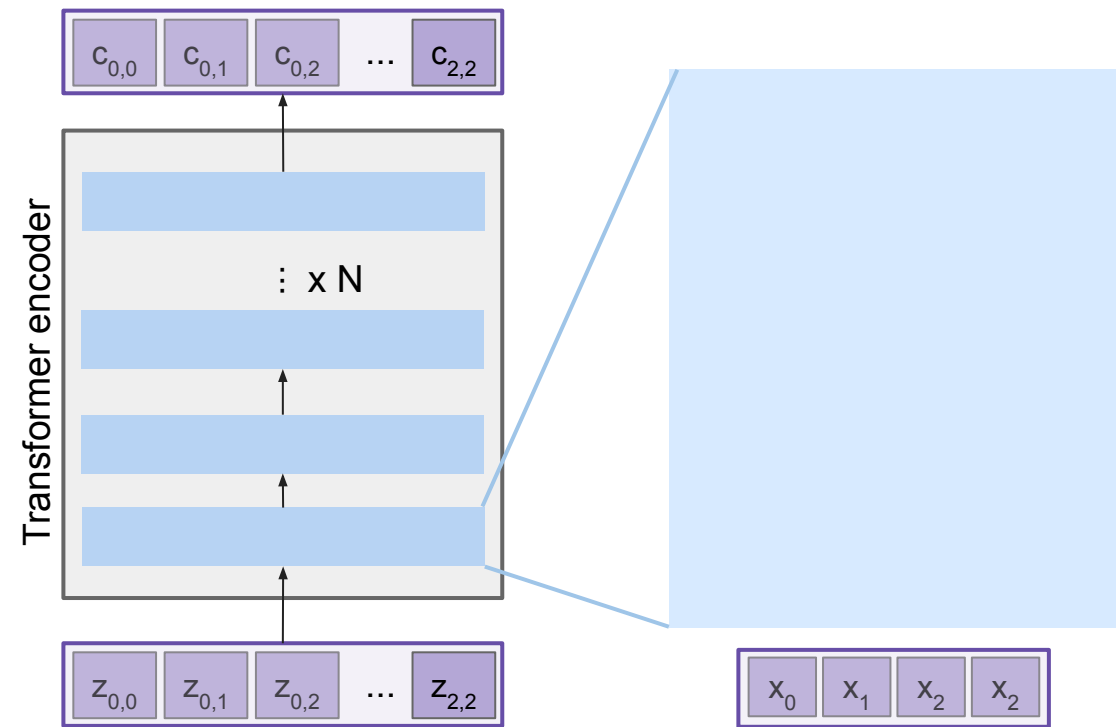 c0,0 c0,1 c0,2 ... c2,2
Transformer encoder
⋮ x N
z0,0 z0,1 z0,2 ... z2,2
x0 x1 x2 x2